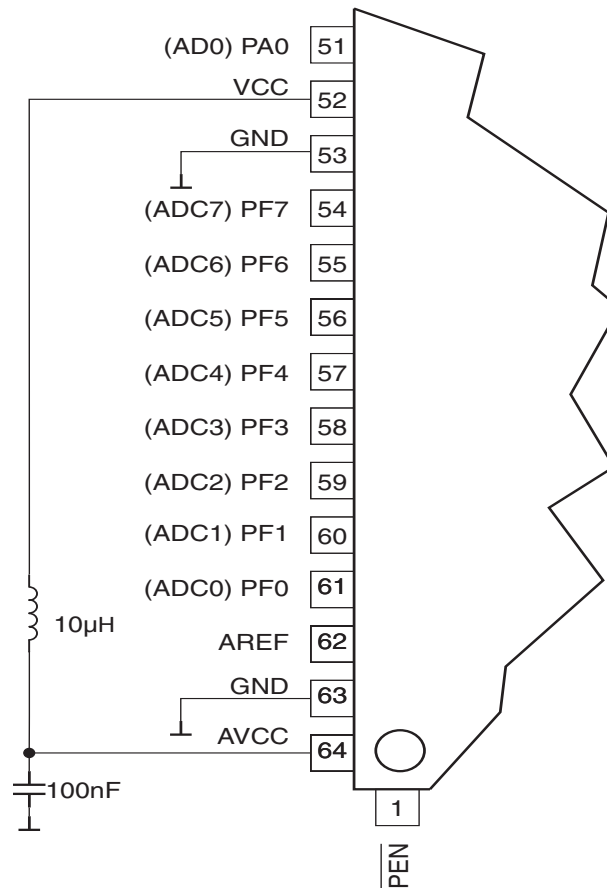 (AD0) PA0 51
VCC 52
GND 53
(ADC7) PF7 54
(ADC6) PF6 55
(ADC5) PF5 56
(ADC4) PF4 57
(ADC3) PF3 58
(ADC2) PF2 59
(ADC1) PF1 60
(ADC0) PF0 61
10μH
AREF 62
GND 63
AVCC 64
100nF
1
PEN